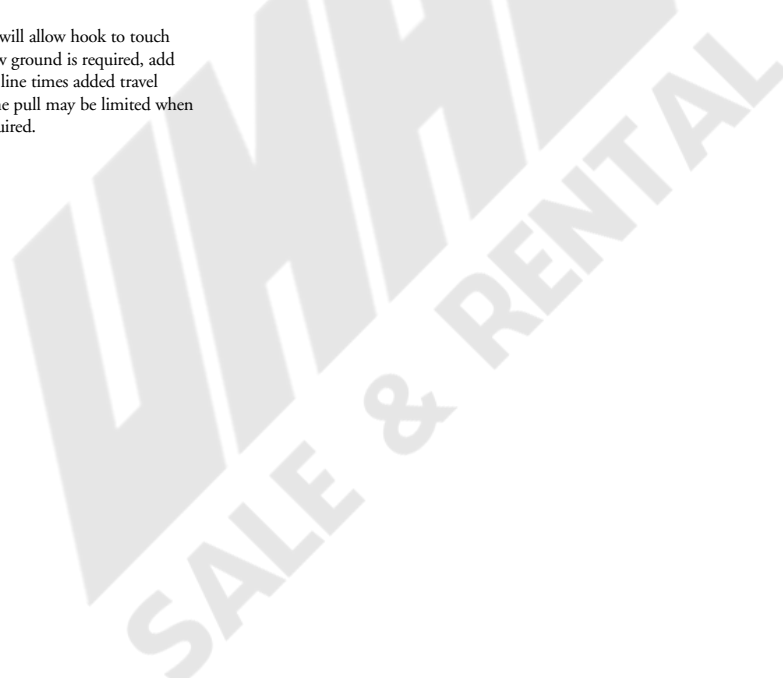 will allow hook to touch
ground is required, add
line times added travel
pull may be limited when
SALE & RENTAL